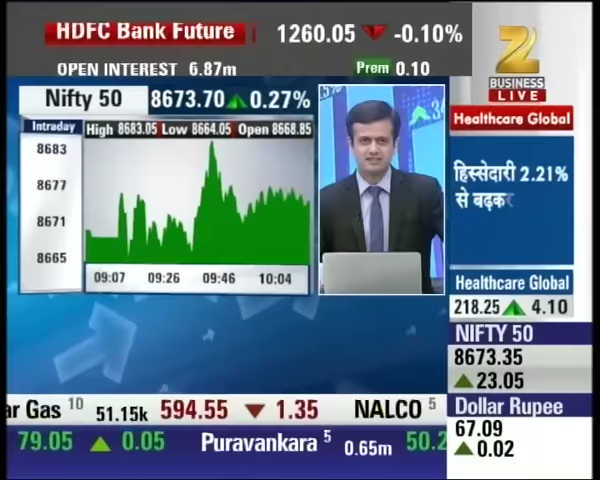 HDFC Bank Future 1260.05 -0.10%
OPEN INTEREST 6.87m Prem 0.10
Z
BUSINESS
LIVE
Nifty 50 8673.70 0.27%
Intraday High 8683.05 Low 8664.05 Open 8668.85
8683
8677
8671
8665
09:07 09:26 09:46 10:04
Healthcare Global
हिस्सेदारी 2.21%
से बढ़कर
Healthcare Global
218.25 4.10
NIFTY 50
8673.35
23.05
Dollar Rupee
67.09
0.02
ar Gas 10 51.15k 594.55 1.35 NALCO 5
79.05 0.05 Puravankara 5 0.65m 50.2